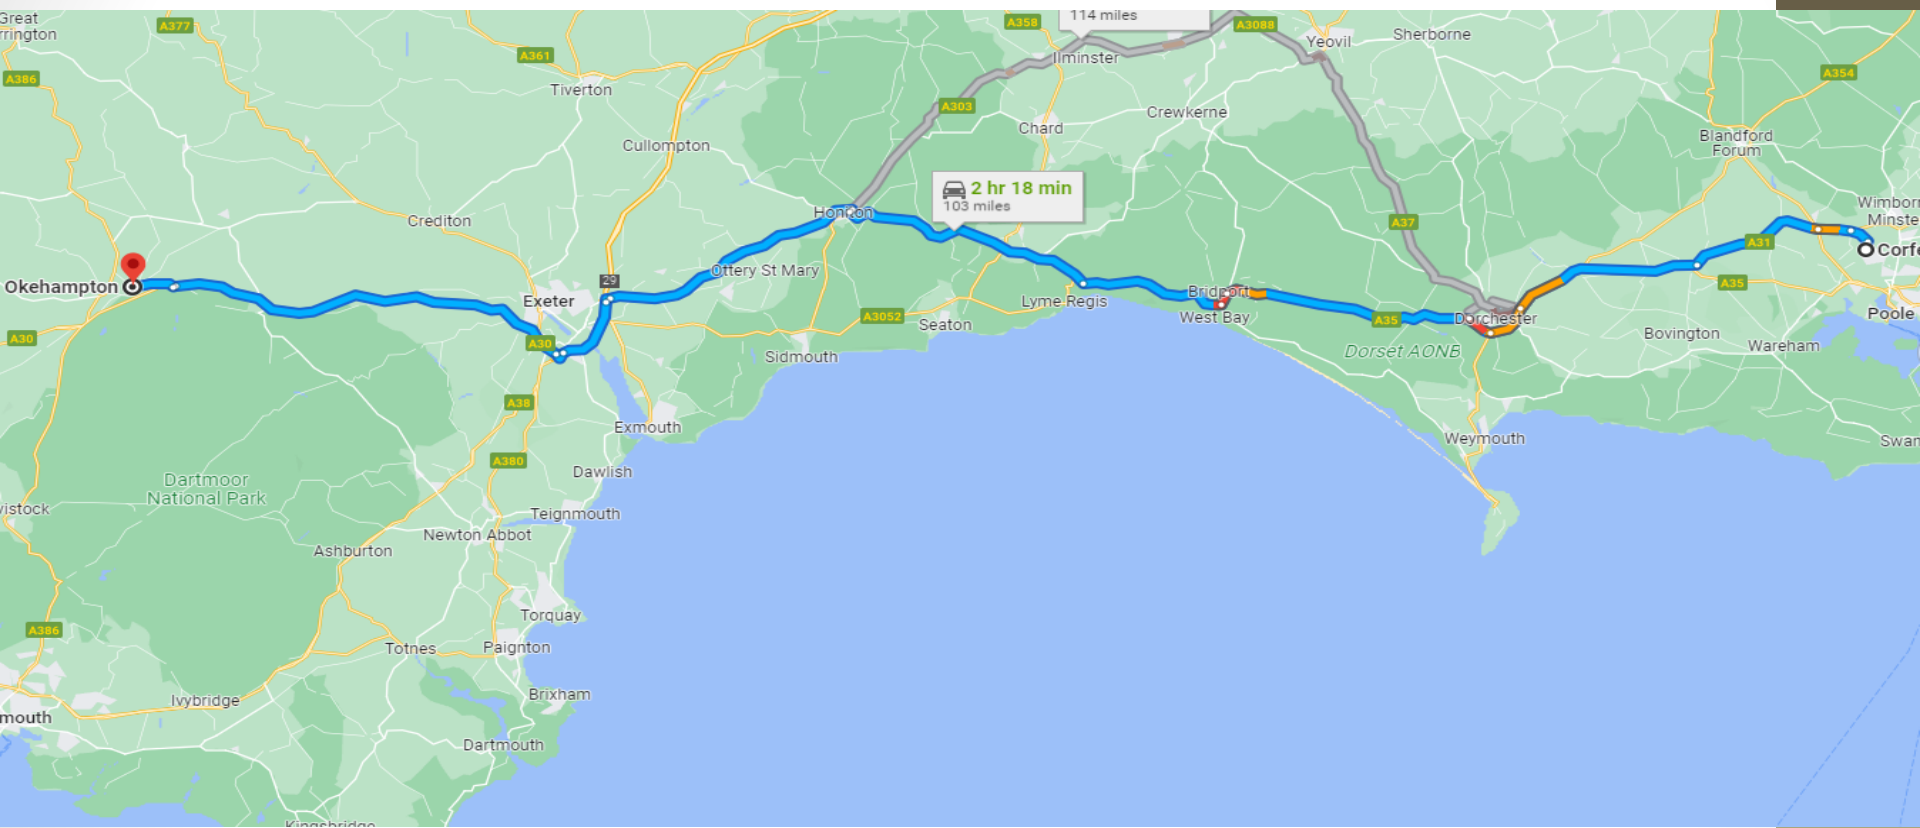 Great
rrington
A377
A361
A358
114 miles
A3088
Yeovil
Sherborne
Ilminster
A386
Tiverton
A354
A303
Crewkerne
Chard
Cullompton
Blandford
Forum
2 hr 18 min
103 miles
Crediton
Honiton
A37
Wimborn
Minste
A31
Corfe
Okehampton
Ottery St Mary
29
Exeter
Lyme Regis
Bridport
West Bay
A35
A35
Dorchester
Poole
A30
A30
A3052
Seaton
Bovington
Wareham
Sidmouth
Dorset AONB
A38
Exmouth
Weymouth
Swan
A380
Dawlish
Dartmoor
National Park
vistock
Teignmouth
Newton Abbot
Ashburton
Torquay
A386
Totnes
Paignton
Ivybridge
Brixham
mouth
Dartmouth
Kingsbridge